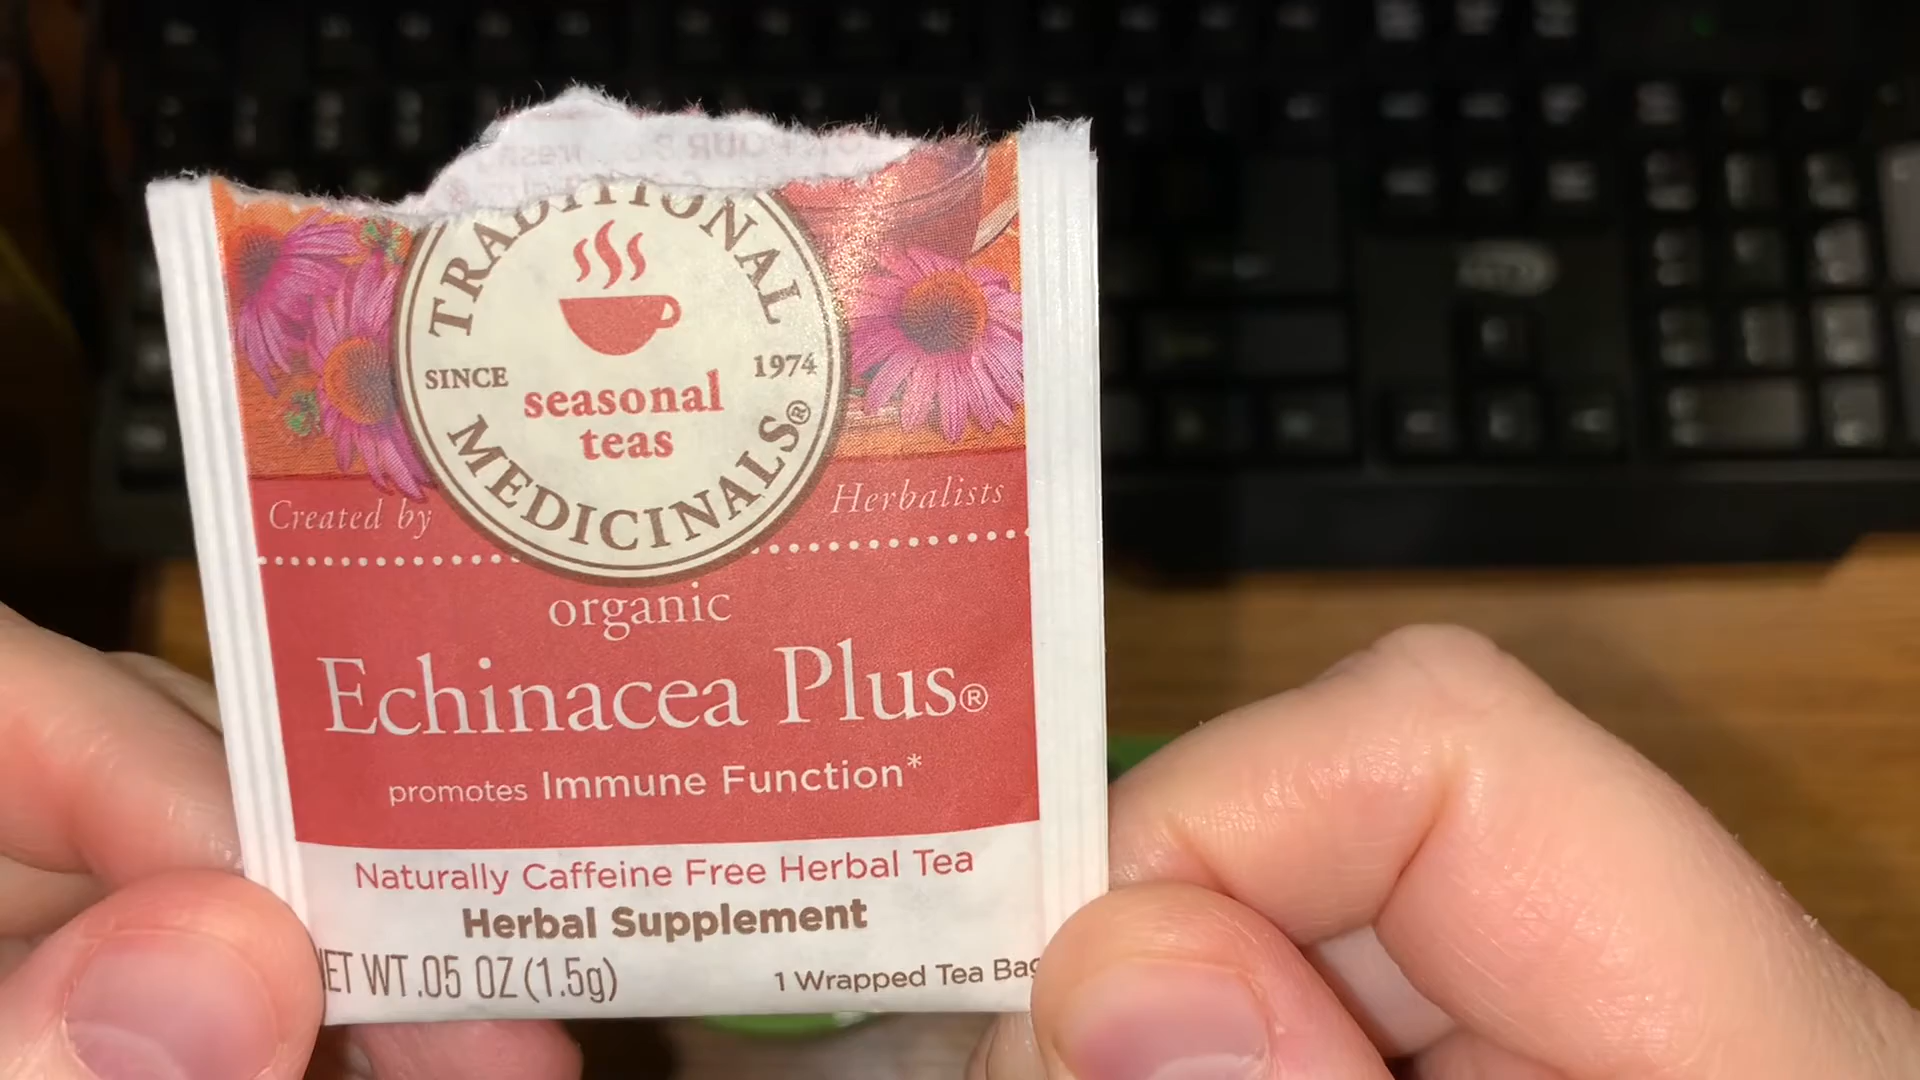 TRADITIONAL
SINCE 1974
seasonal
teas
MEDICINALS®
Created by Herbalists
organic
Echinacea Plus®
promotes Immune Function*
Naturally Caffeine Free Herbal Tea
Herbal Supplement
ET WT .05 OZ (1.5g) 1 Wrapped Tea Bag